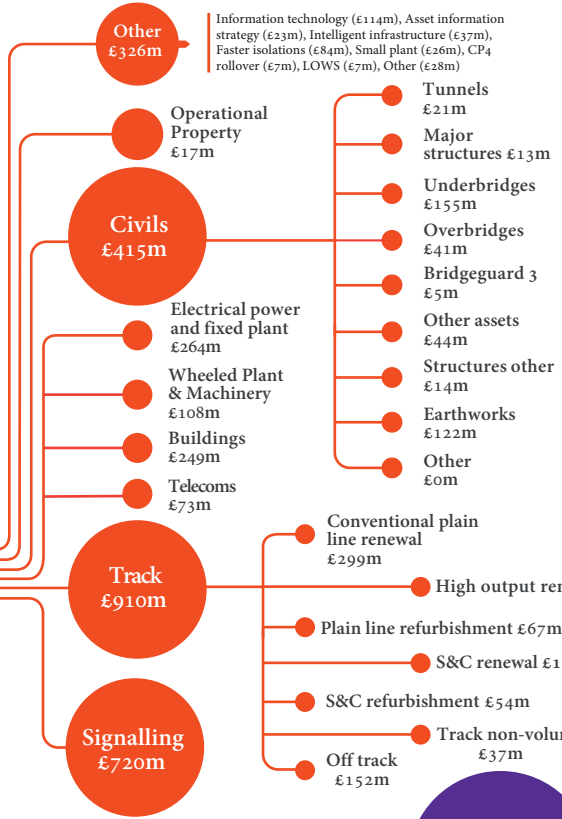 Other
£326m
Information technology (£114m), Asset information
strategy (£23m), Intelligent infrastructure (£37m),
Faster isolations (£84m), Small plant (£26m), CP4
rollover (£7m), LOWS (£7m), Other (£28m)
Operational
Property
£17m
Civils
£415m
Tunnels
£21m
Major
structures £13m
Underbridges
£155m
Overbridges
£41m
Bridgeguard 3
£5m
Other assets
£44m
Structures other
£14m
Earthworks
£122m
Other
£0m
Electrical power
and fixed plant
£264m
Wheeled Plant
& Machinery
£108m
Buildings
£249m
Telecoms
£73m
Track
£910m
Conventional plain
line renewal
£299m
High output
Plain line refurbishment £67m
S&C renewal
S&C refurbishment £54m
Track
£37m
Off track
£152m
Signalling
£720m